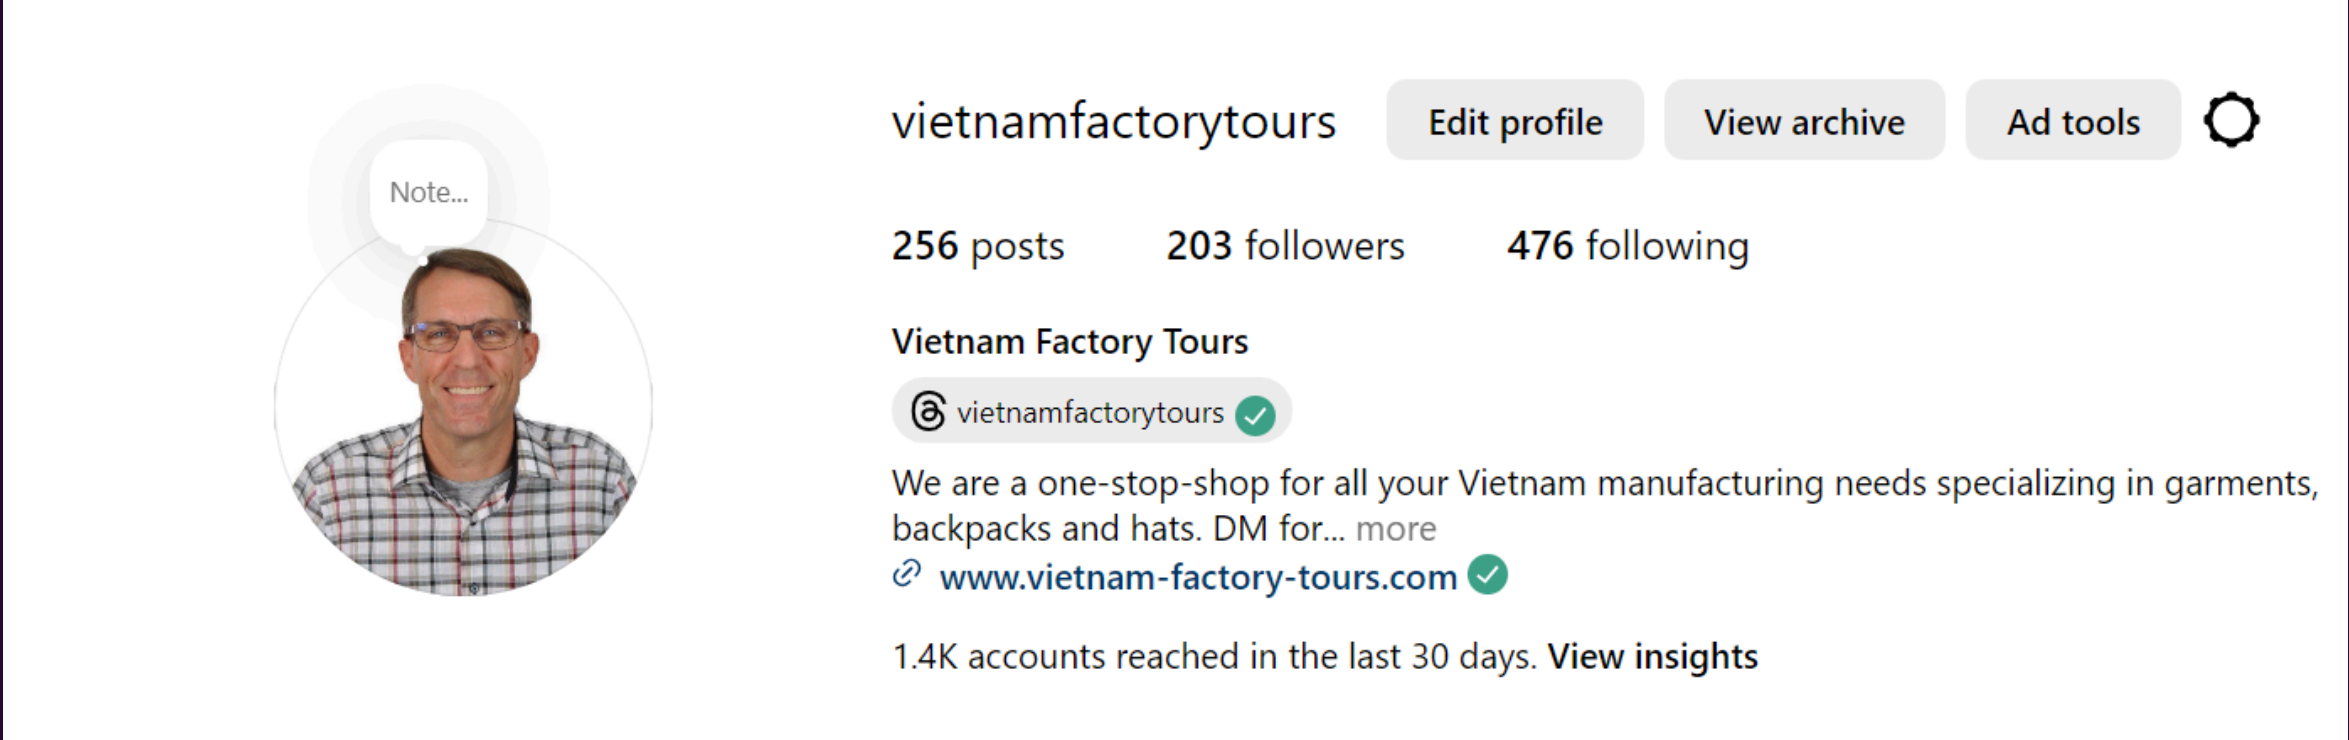 Note...
vietnamfactorytours
Edit profile
View archive
Ad tools
256 posts
203 followers
476 following
Vietnam Factory Tours
vietnamfactorytours
We are a one-stop-shop for all your Vietnam manufacturing needs specializing in garments,
backpacks and hats. DM for... more
www.vietnam-factory-tours.com
1.4K accounts reached in the last 30 days. View insights